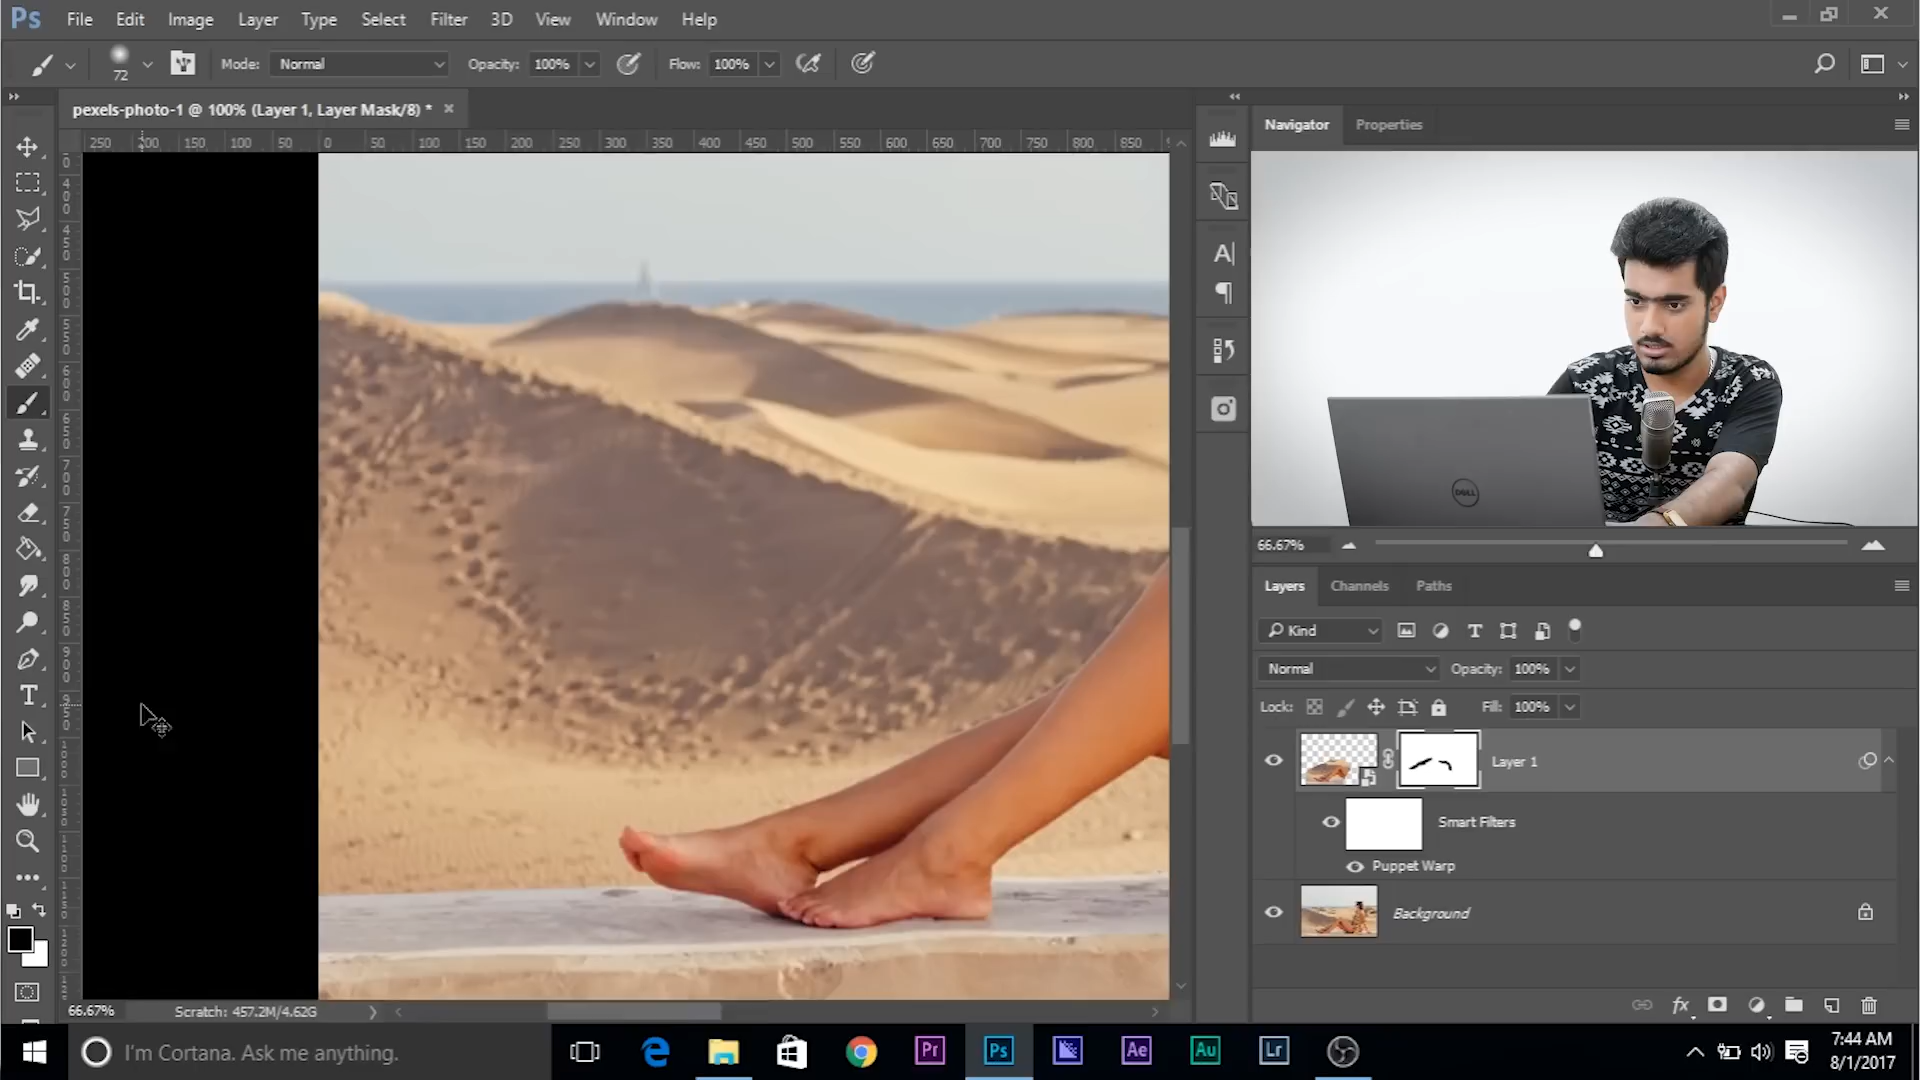 Ps File Edit Image Layer Type Select Filter 3D View Window Help
72 Mode: Normal Opacity: 100% Flow: 100%
pexels-photo-1 @ 100% (Layer 1, Layer Mask/8) *
250 200 150 100 50 0 50 100 150 200 250 300 350 400 450 500 550 600 650 700 750 800 850
Navigator Properties
DELL
66.67%
Layers Channels Paths
Kind
Normal Opacity: 100%
Lock: Fill: 100%
Layer 1
Smart Filters
Puppet Warp
Background
66.67% Scratch: 457.2M/4.62G
fx
I'm Cortana. Ask me anything.
Pr Ps Ae Au Lr
7:44 AM
8/1/2017